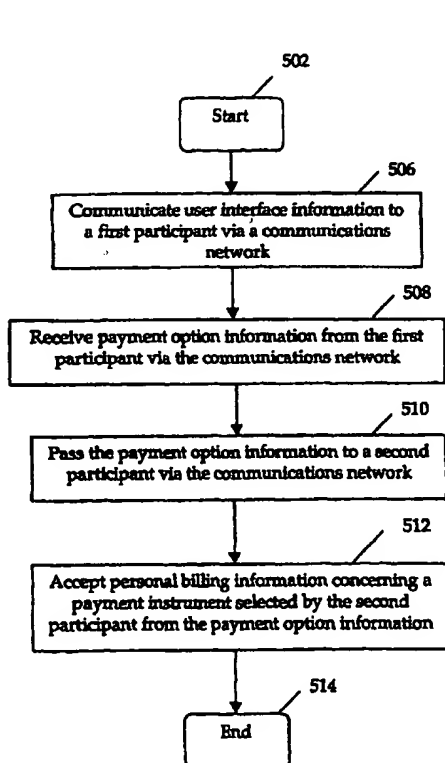 502
Start
506
Communicate user interface information to
a first participant via a communications
network
508
Receive payment option information from the first
participant via the communications network
510
Pass the payment option information to a second
participant via the communications network
512
Accept personal billing information concerning a
payment instrument selected by the second
participant from the payment option information
514
End